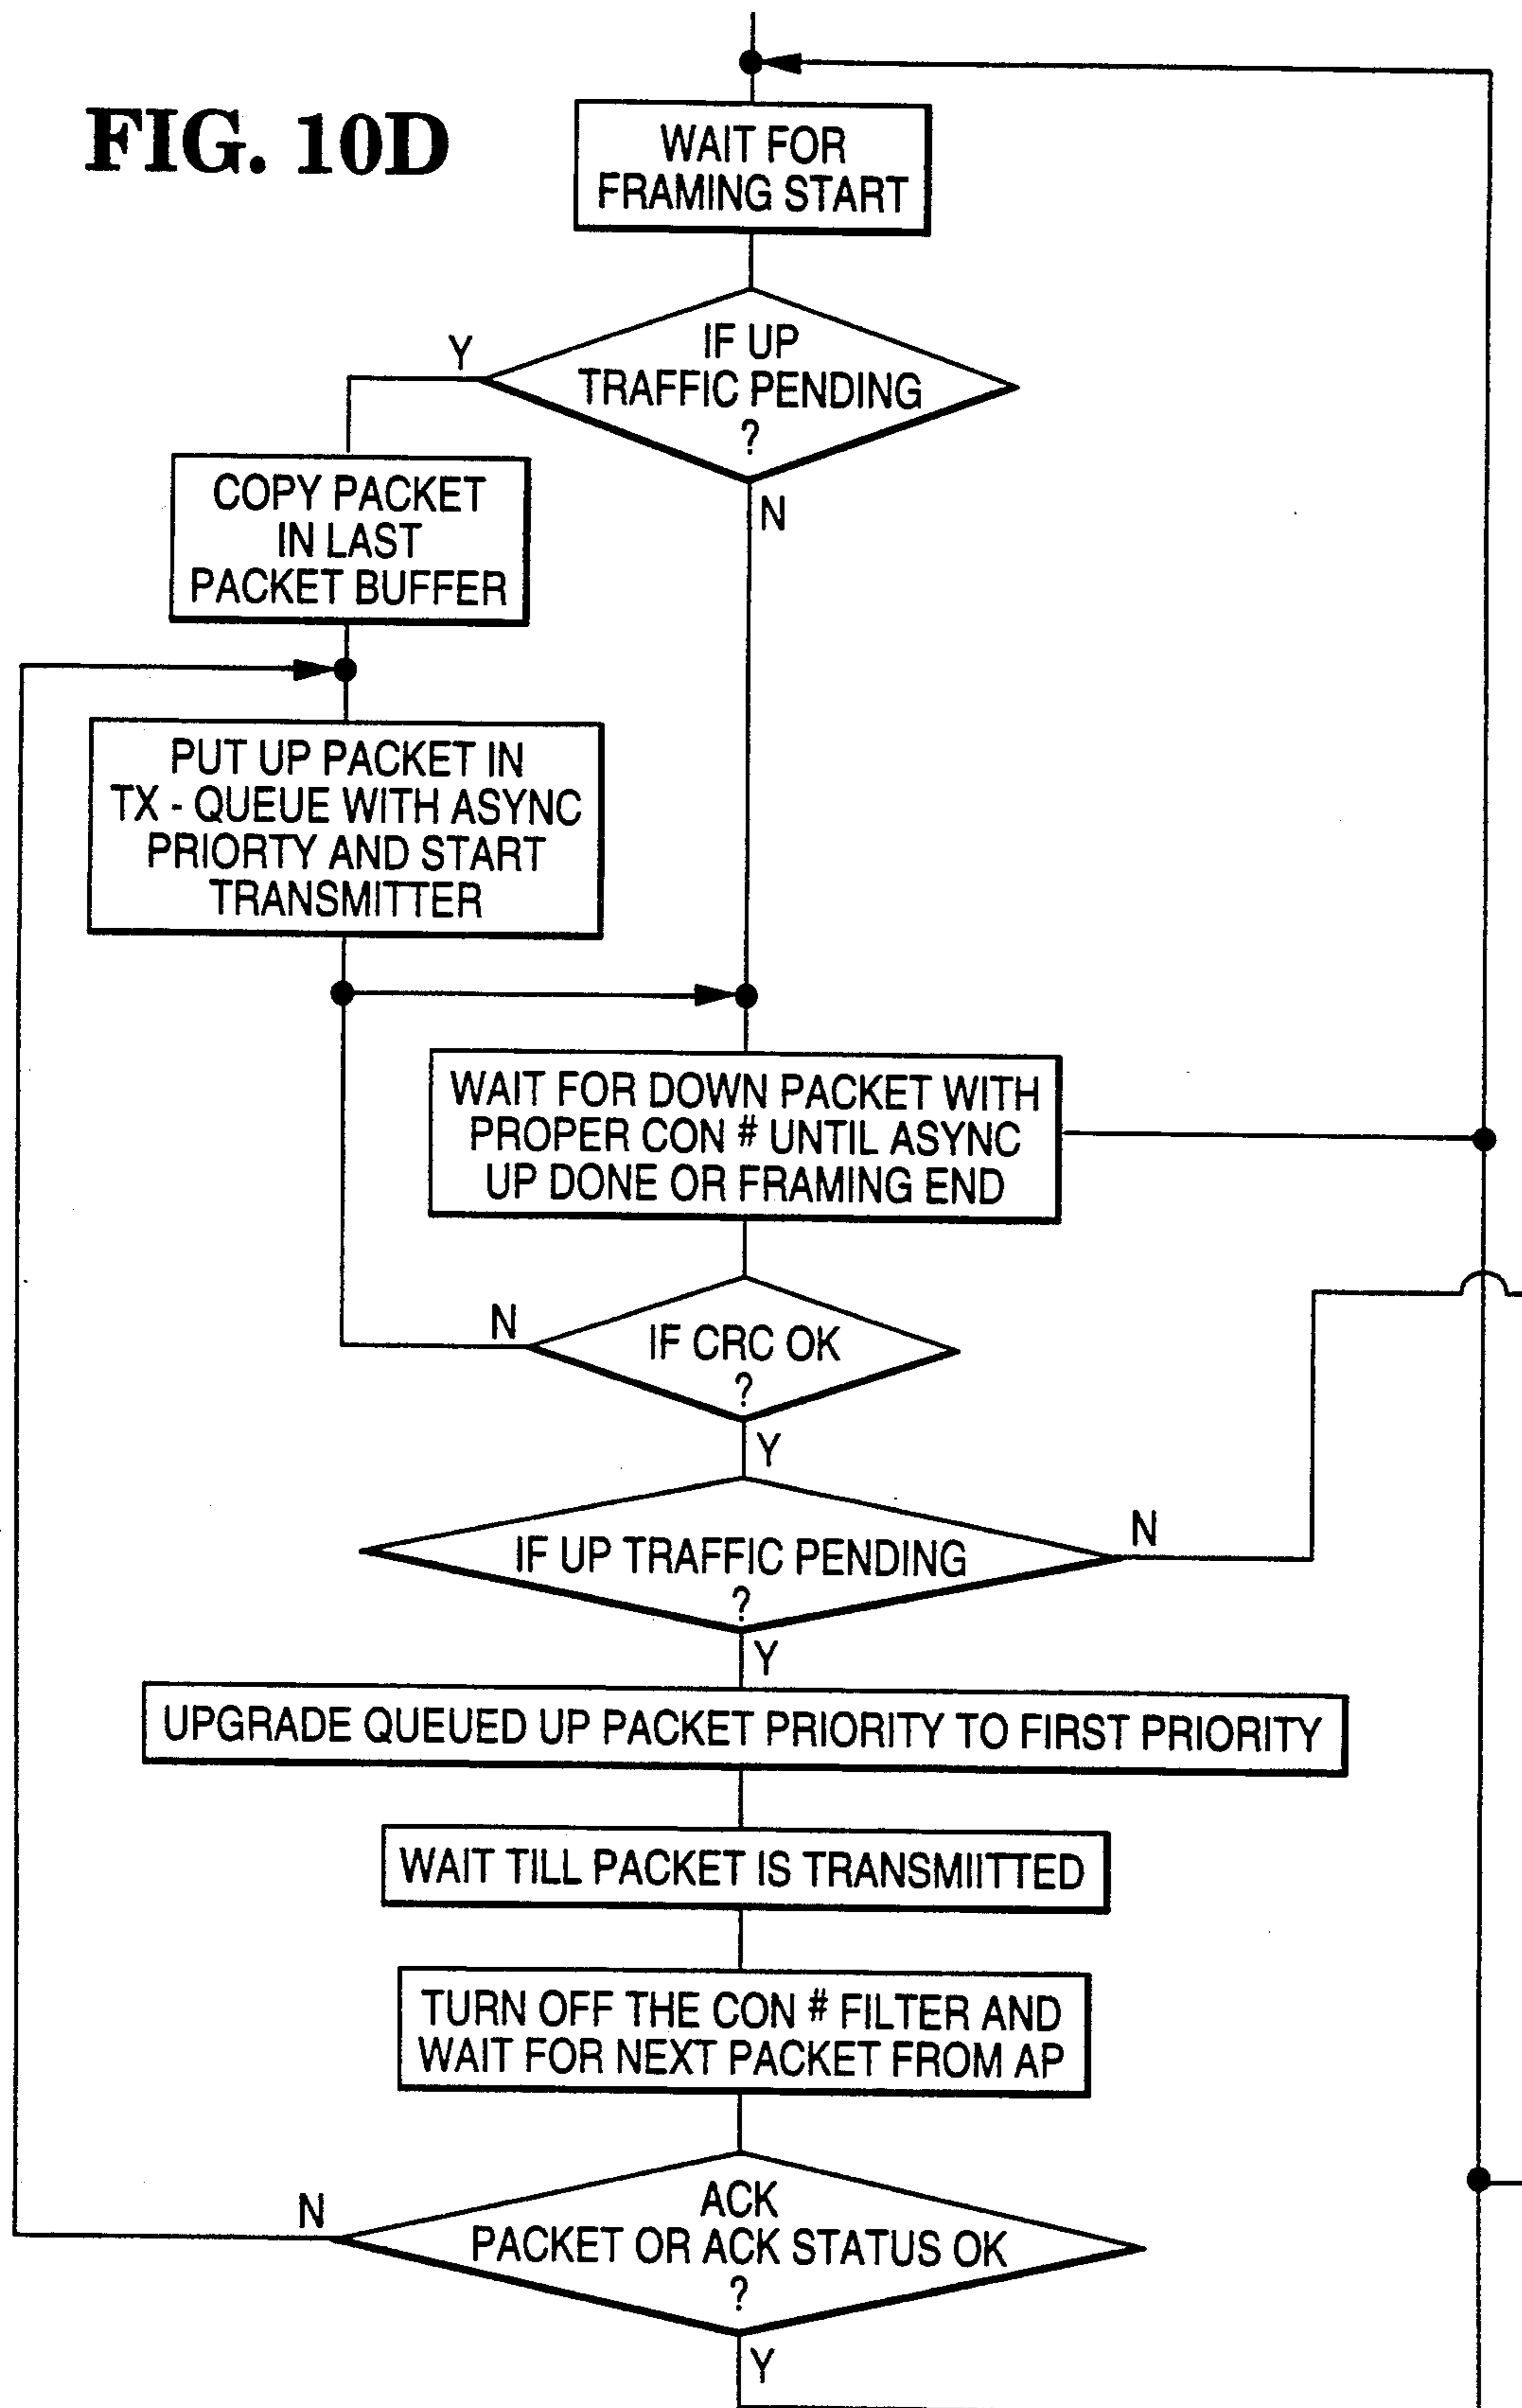 FIG. 10D
WAIT FOR
FRAMING START
IF UP
TRAFFIC PENDING
?
Y
N
COPY PACKET
IN LAST
PACKET BUFFER
PUT UP PACKET IN
TX - QUEUE WITH ASYNC
PRIORTY AND START
TRANSMITTER
WAIT FOR DOWN PACKET WITH
PROPER CON # UNTIL ASYNC
UP DONE OR FRAMING END
N
IF CRC OK
?
Y
IF UP TRAFFIC PENDING
?
N
Y
UPGRADE QUEUED UP PACKET PRIORITY TO FIRST PRIORITY
WAIT TILL PACKET IS TRANSMIITTED
TURN OFF THE CON # FILTER AND
WAIT FOR NEXT PACKET FROM AP
N
ACK
PACKET OR ACK STATUS OK
?
Y